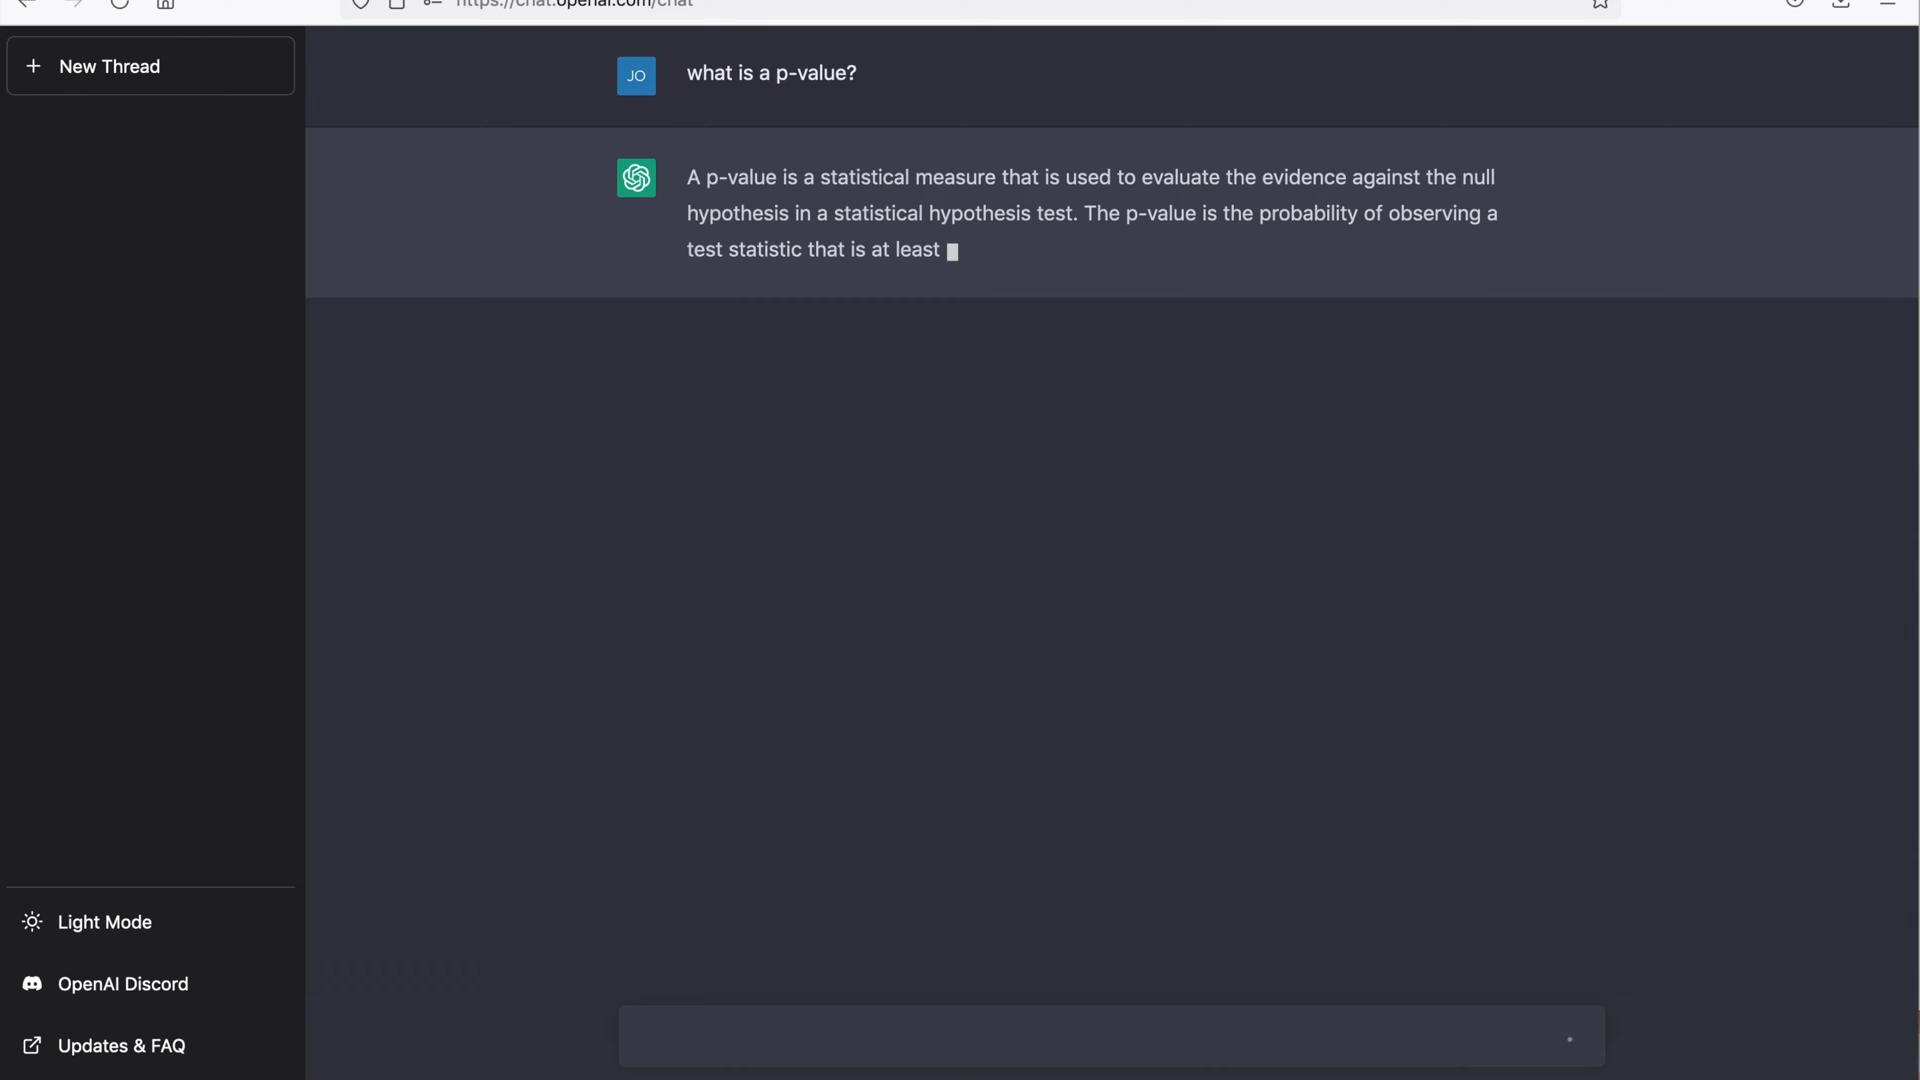 https://chat.openai.com/chat
New Thread
JO
what is a p-value?
A p-value is a statistical measure that is used to evaluate the evidence against the null
hypothesis in a statistical hypothesis test. The p-value is the probability of observing a
test statistic that is at least
Light Mode
OpenAI Discord
Updates & FAQ